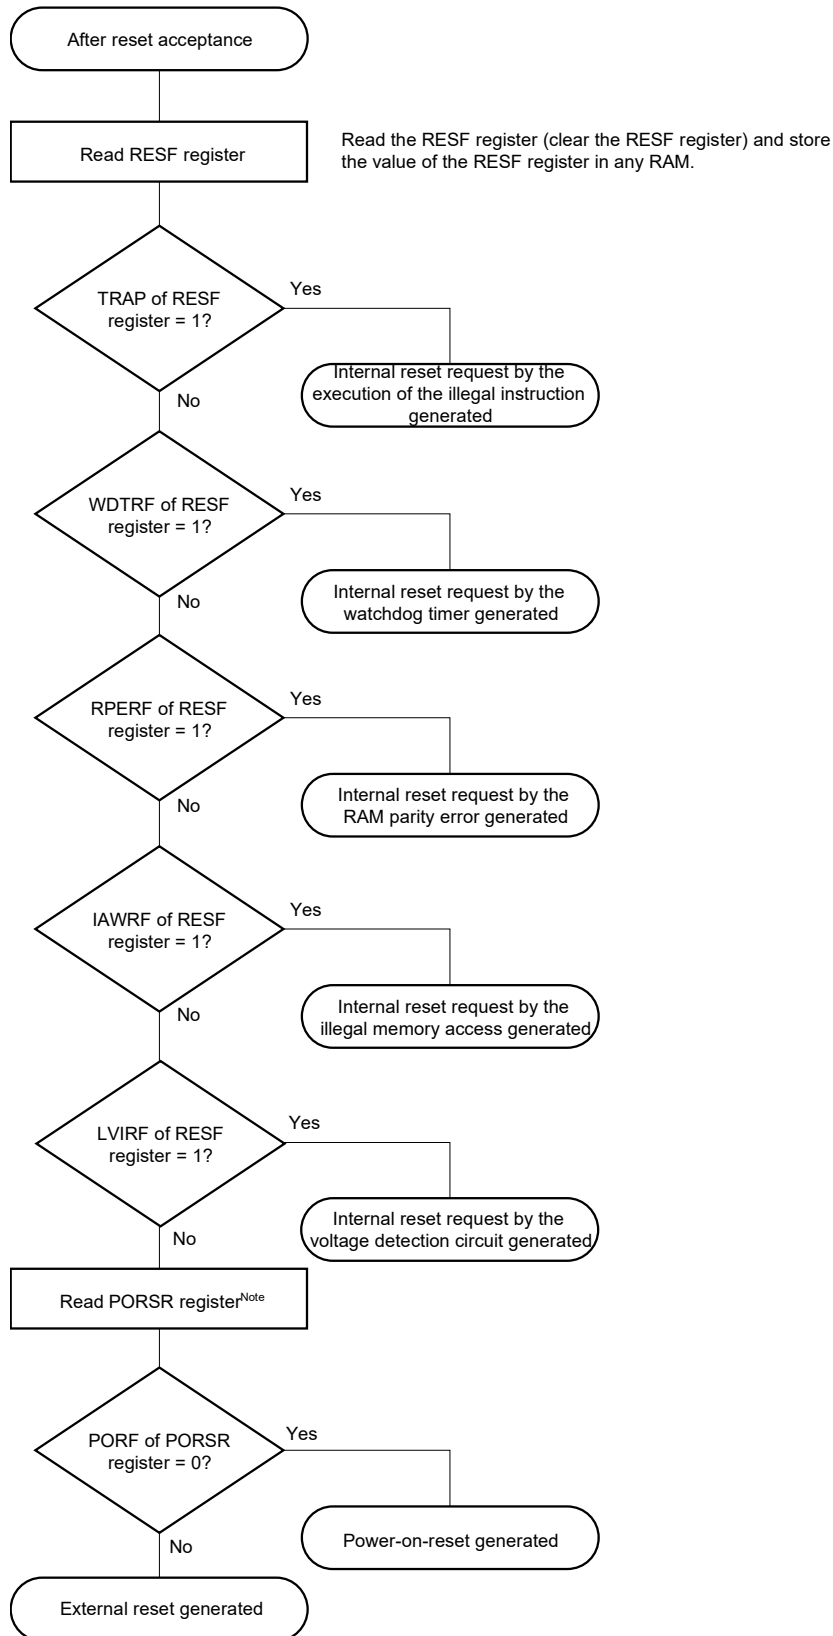 After reset acceptance
Read RESF register
Read the RESF register (clear the RESF register) and store
the value of the RESF register in any RAM.
TRAP of RESF
register = 1?
Yes
Internal reset request by the
execution of the illegal instruction
generated
No
WDTRF of RESF
register = 1?
Yes
Internal reset request by the
watchdog timer generated
No
RPERF of RESF
register = 1?
Yes
Internal reset request by the
RAM parity error generated
No
IAWRF of RESF
register = 1?
Yes
Internal reset request by the
illegal memory access generated
No
LVIRF of RESF
register = 1?
Yes
Internal reset request by the
voltage detection circuit generated
No
Read PORSR registerNote
PORF of PORSR
register = 0?
Yes
Power-on-reset generated
No
External reset generated